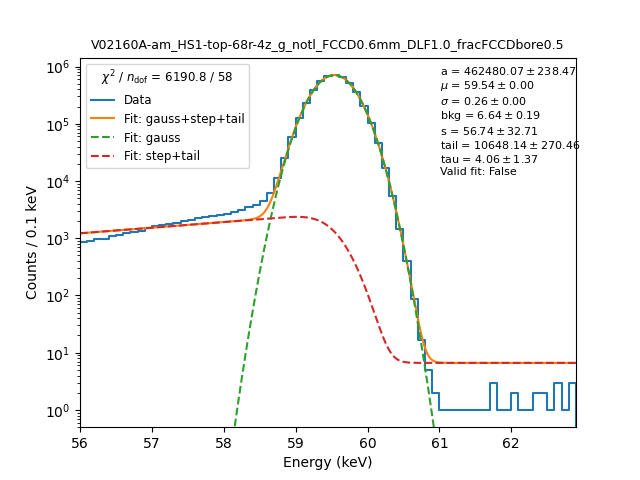 V02160A-am_HS1-top-68r-4z_g_notl_FCCD0.6mm_DLF1.0_fracFCCDbore0.5
χ² / n_dof = 6190.8 / 58
Data
Fit: gauss+step+tail
Fit: gauss
Fit: step+tail
a = 462480.07 ± 238.47
μ = 59.54 ± 0.00
σ = 0.26 ± 0.00
bkg = 6.64 ± 0.19
s = 56.74 ± 32.71
tail = 10648.14 ± 270.46
tau = 4.06 ± 1.37
Valid fit: False
Counts / 0.1 keV
10⁶
10⁵
10⁴
10³
10²
10¹
10⁰
56 57 58 59 60 61 62
Energy (keV)